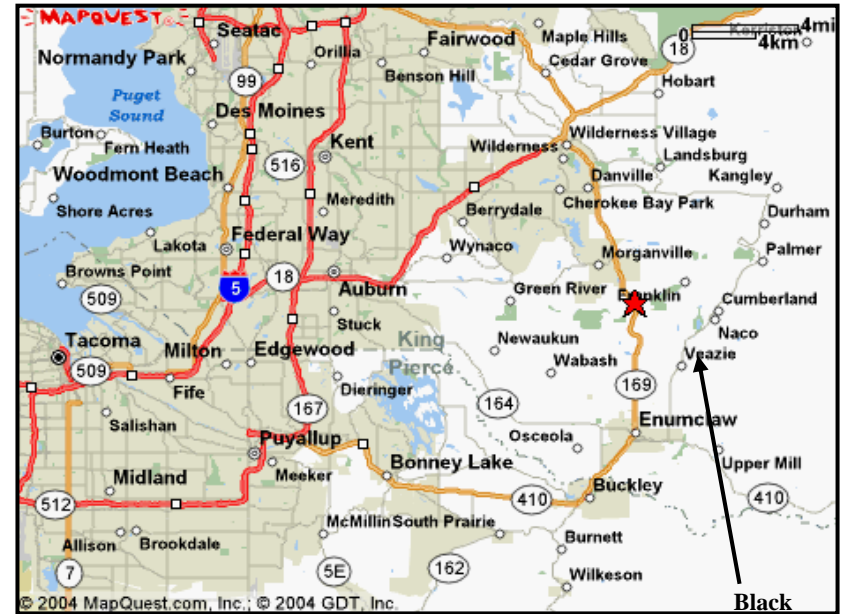 MAPQUEST
Seatac
Orillia
Fairwood
Maple Hills
Kerriston
0
4mi
4km
18
Normandy Park
Benson Hill
Cedar Grove
Hobart
99
Puget
Sound
Des Moines
Burton
Fern Heath
Kent
Wilderness Village
Wilderness
516
Landsburg
Woodmont Beach
Danville
Kangley
Shore Acres
Meredith
Cherokee Bay Park
Berrydale
Durham
Lakota
Federal Way
Wynaco
Morganville
Palmer
Browns Point
18
5
Auburn
Green River
Franklin
509
Cumberland
Stuck
Naco
Tacoma
King
Newaukun
Milton
Edgewood
Pierce
Wabash
Veazie
509
Fife
Dieringer
169
167
164
Salishan
Enumclaw
Puyallup
Osceola
Midland
Meeker
Bonney Lake
Upper Mill
512
410
Buckley
410
McMillin
South Prairie
Allison
Brookdale
Burnett
7
5E
162
Wilkeson
© 2004 MapQuest.com, Inc.; © 2004 GDT, Inc.
Black